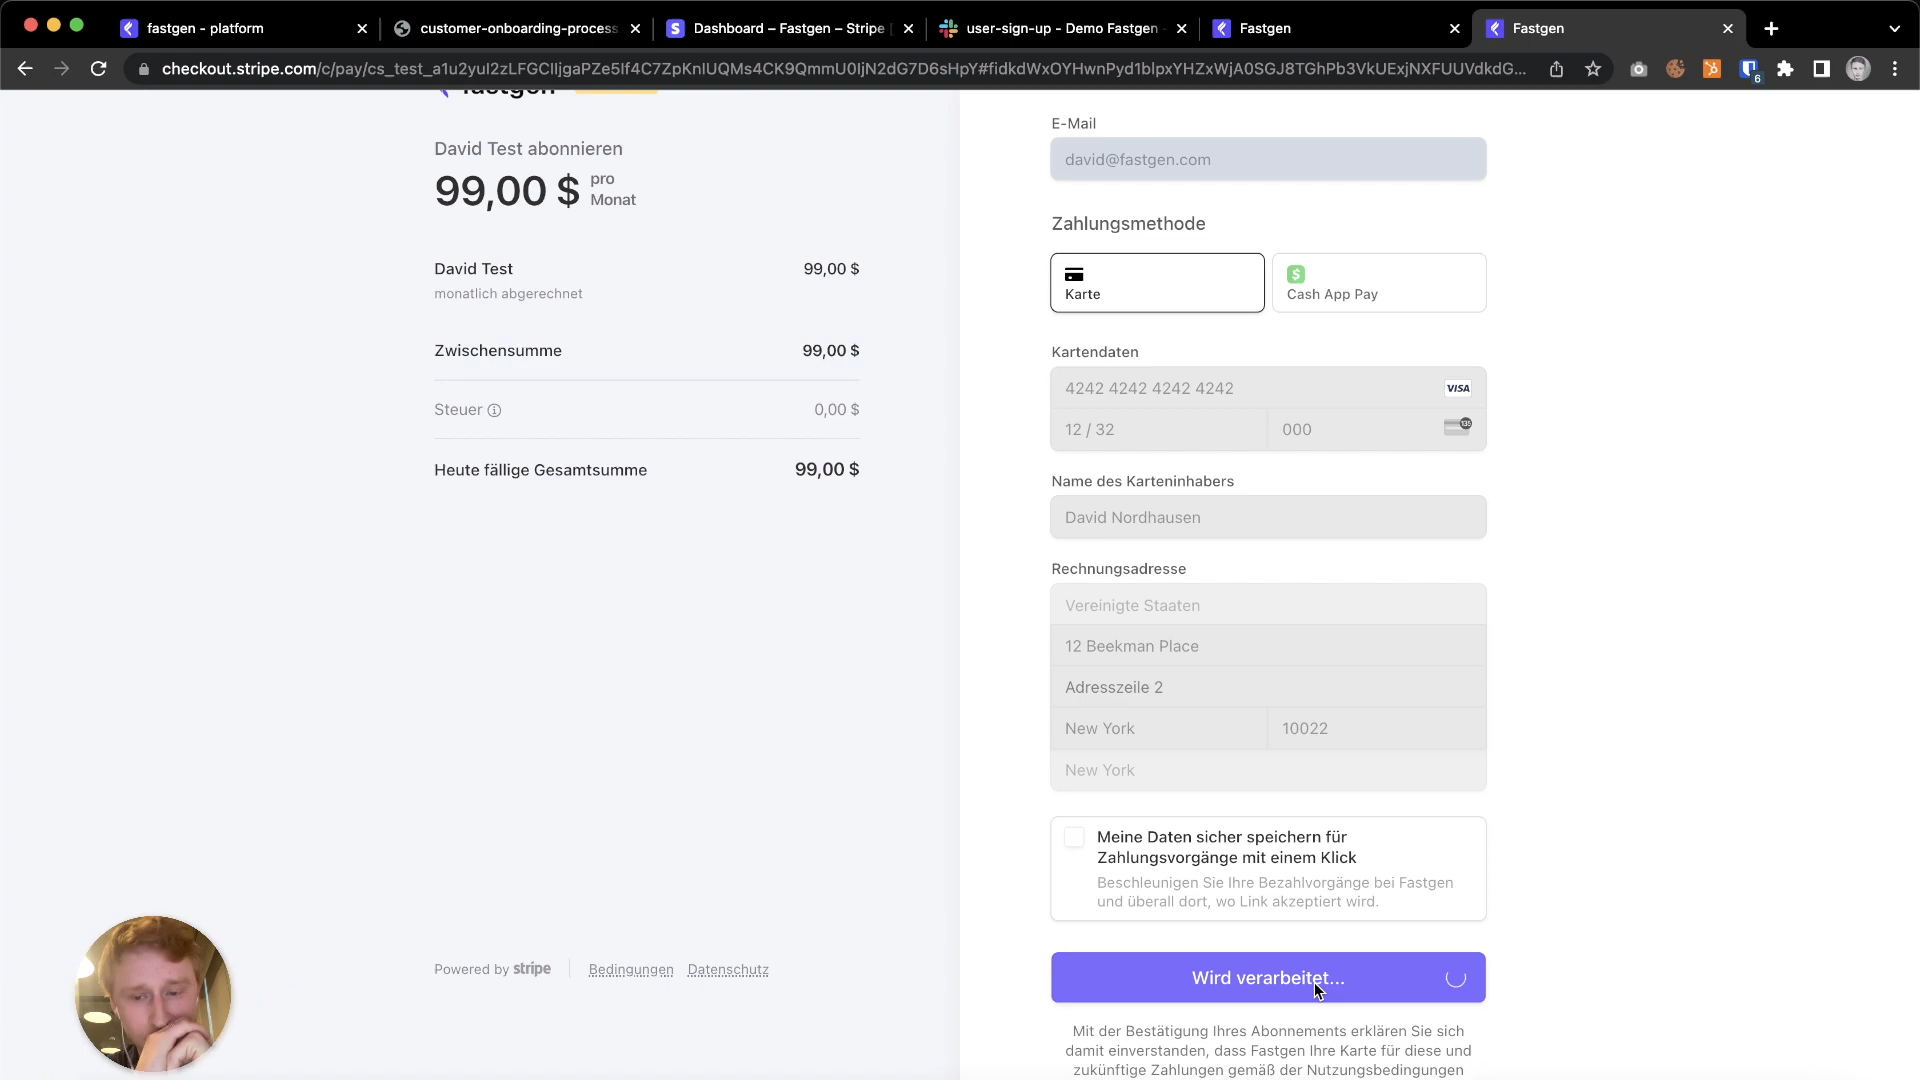 fastgen - platform
customer-onboarding-process
Dashboard – Fastgen – Stripe
user-sign-up - Demo Fastgen
Fastgen
Fastgen
6
fastgen
David Test abonnieren
99,00 $
pro
Monat
David Test
99,00 $
monatlich abgerechnet
Zwischensumme
99,00 $
Steuer
0,00 $
Heute fällige Gesamtsumme
99,00 $
Powered by stripe
Bedingungen
Datenschutz
E-Mail
david@fastgen.com
Zahlungsmethode
Karte
Cash App Pay
Kartendaten
4242 4242 4242 4242
VISA
12 / 32
000
135
Name des Karteninhabers
David Nordhausen
Rechnungsadresse
Vereinigte Staaten
12 Beekman Place
Adresszeile 2
New York
10022
New York
Meine Daten sicher speichern für
Zahlungsvorgänge mit einem Klick
Beschleunigen Sie Ihre Bezahlvorgänge bei Fastgen
und überall dort, wo Link akzeptiert wird.
Wird verarbeitet...
Mit der Bestätigung Ihres Abonnements erklären Sie sich
damit einverstanden, dass Fastgen Ihre Karte für diese und
zukünftige Zahlungen gemäß der Nutzungsbedingungen